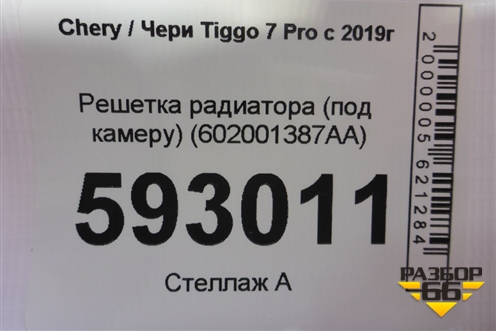 Chery / Чери Tiggo 7 Pro с 2019г
Решетка радиатора (под
камеру) (602001387AA)
593011
Стеллаж А
2000005621284
РАЗБОР
66